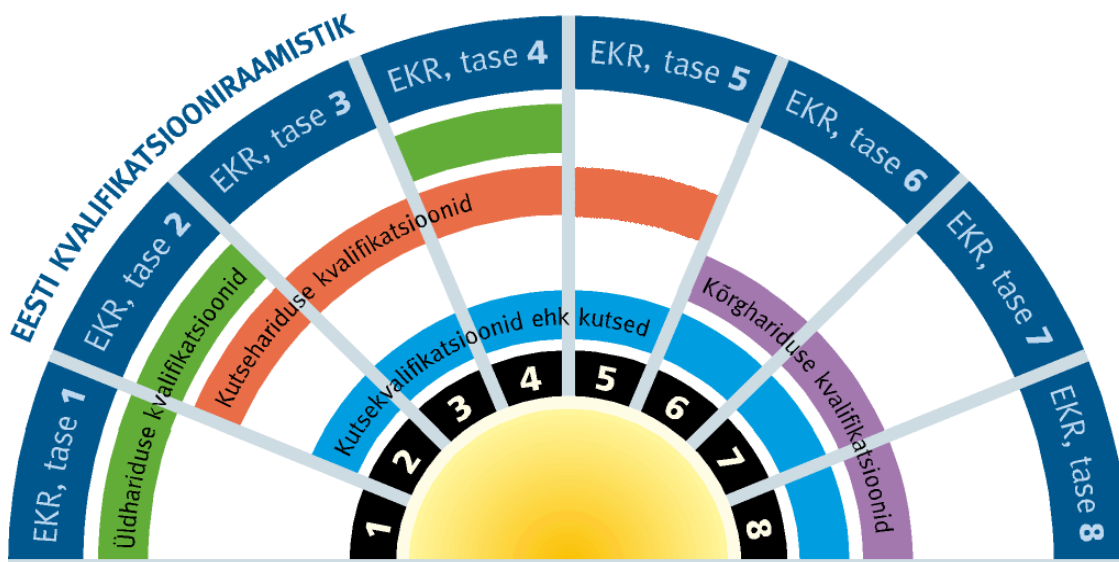 EESTI KVALIFIKATSIOONIRAAMISTIK
EKR, tase 1
EKR, tase 2
EKR, tase 3
EKR, tase 4
EKR, tase 5
EKR, tase 6
EKR, tase 7
EKR, tase 8
Üldhariduse kvalifikatsioonid
Kutsehariduse kvalifikatsioonid
Kutsekvalifikatsioonid ehk kutsed
Kõrghariduse kvalifikatsioonid
1
2
3
4
5
6
7
8